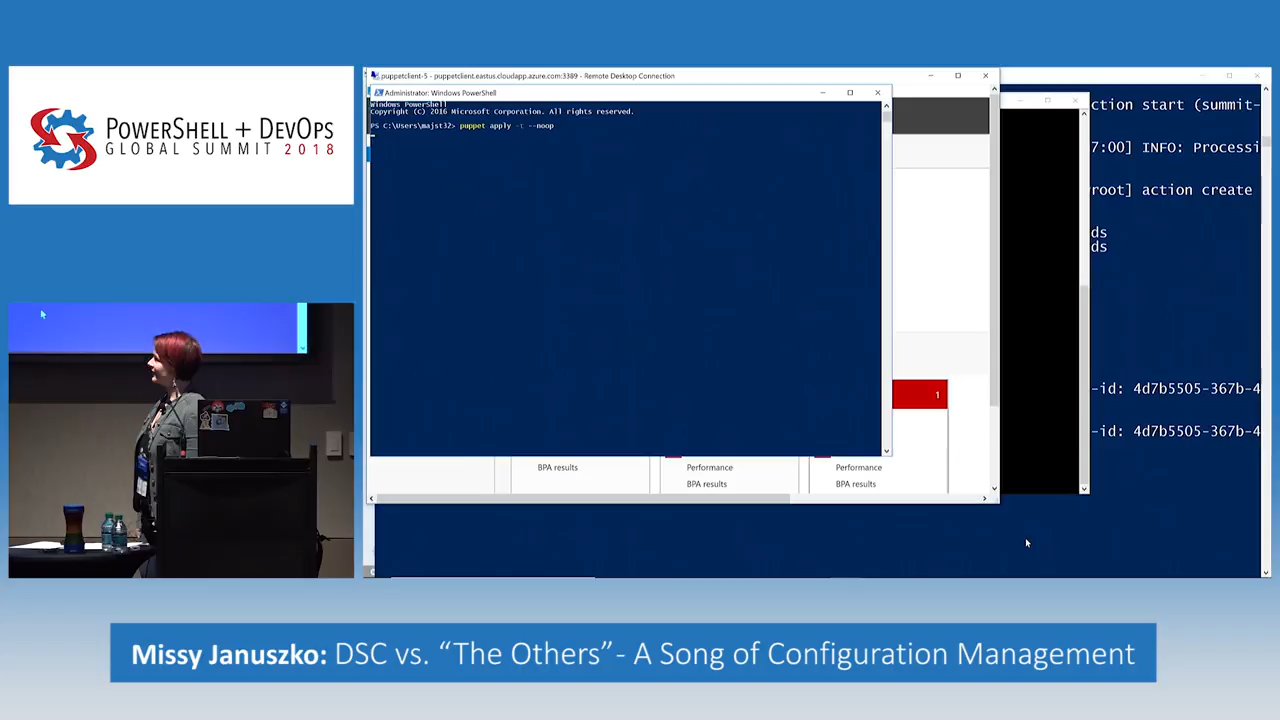 POWERSHELL + DEVOPS
GLOBAL SUMMIT 2018
puppetclient-5 - puppetclient.eastus.cloudapp.azure.com:3389 - Remote Desktop Connection
Administrator: Windows PowerShell
Windows PowerShell
Copyright (C) 2016 Microsoft Corporation. All rights reserved.
PS C:\Users\majst32> puppet apply -t --noop
ction start (summit-
7:00] INFO: Processi
root] action create
ds
ds
-id: 4d7b5505-367b-4
-id: 4d7b5505-367b-4
1
BPA results
Performance
BPA results
Performance
BPA results
Missy Januszko: DSC vs. “The Others”- A Song of Configuration Management